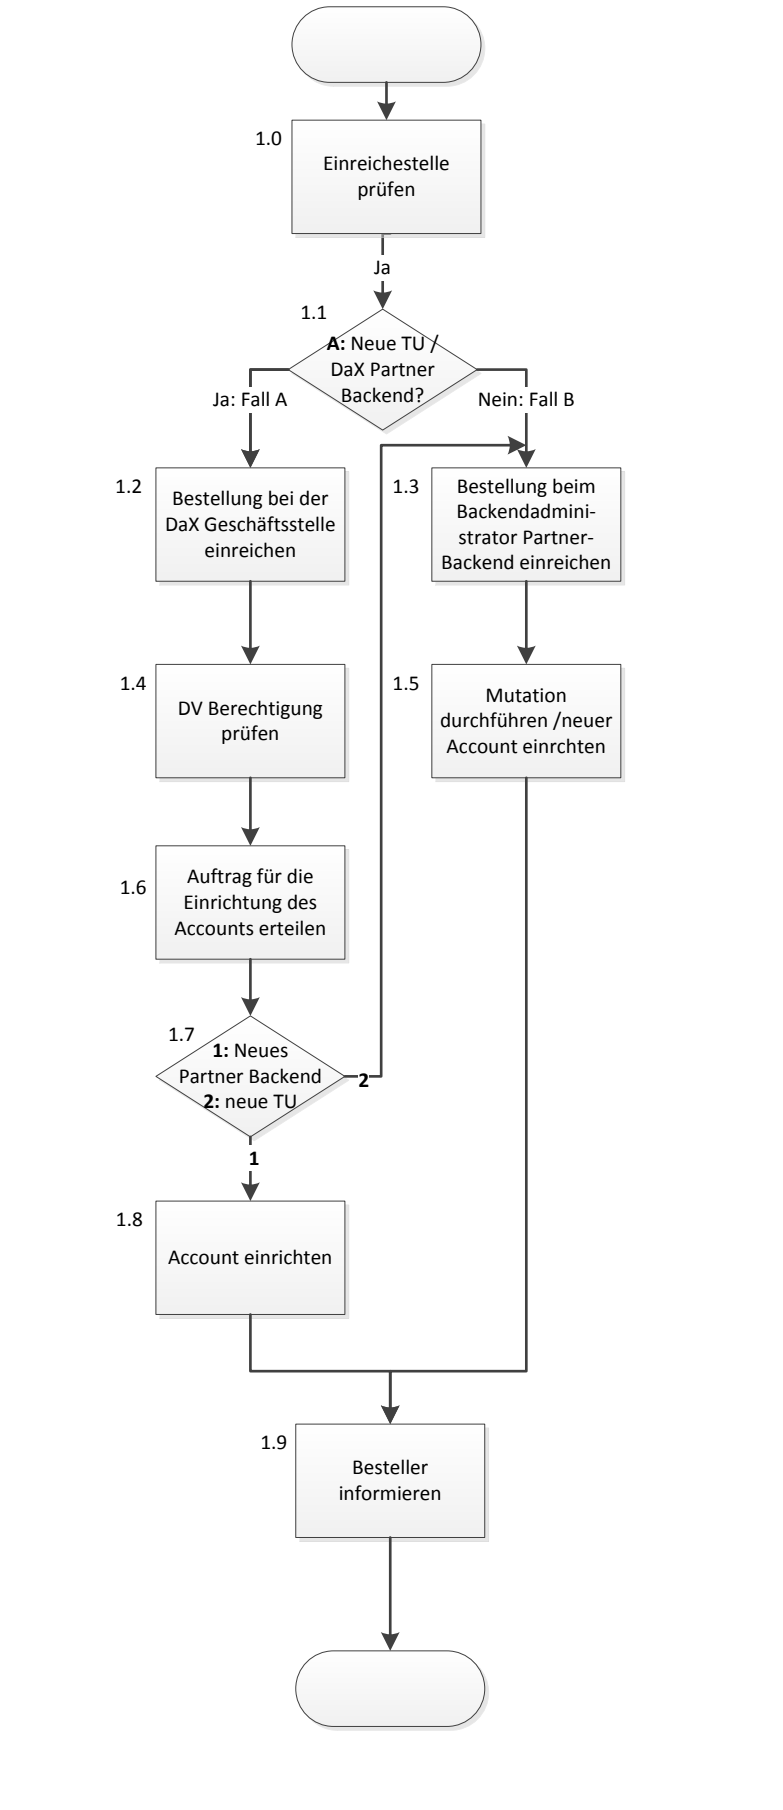 1.0
Einreichestelle
prüfen
Ja
1.1
A: Neue TU /
DaX Partner
Backend?
Ja: Fall A
Nein: Fall B
1.2
Bestellung bei der
DaX Geschäftsstelle
einreichen
1.3
Bestellung beim
Backendadmini-
strator Partner-
Backend einreichen
1.4
DV Berechtigung
prüfen
1.5
Mutation
durchführen /neuer
Account einrchten
1.6
Auftrag für die
Einrichtung des
Accounts erteilen
1.7
1: Neues
Partner Backend
2: neue TU
2
1
1.8
Account einrichten
1.9
Besteller
informieren